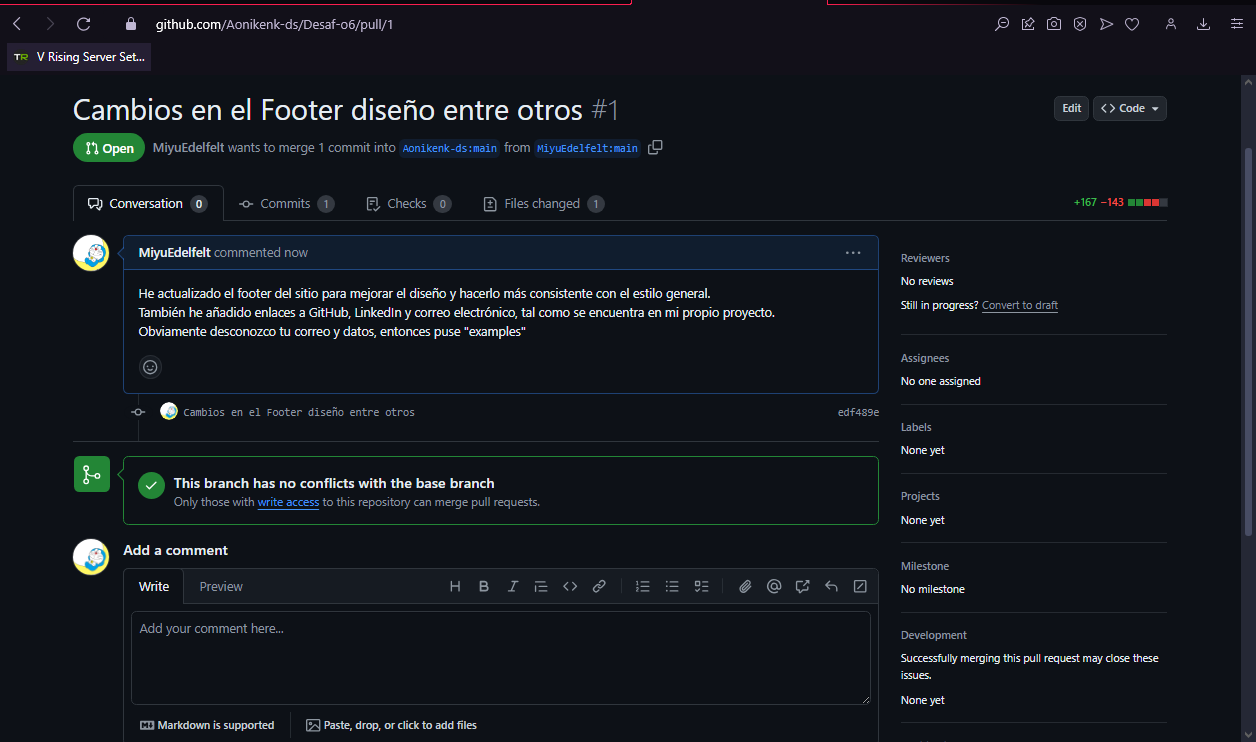 github.com/Aonikenk-ds/Desaf-o6/pull/1
TR V Rising Server Set...
Cambios en el Footer diseño entre otros #1
Edit
Code
Open
MiyuEdelfelt wants to merge 1 commit into Aonikenk-ds:main from MiyuEdelfelt:main
Conversation 0
Commits 1
Checks 0
Files changed 1
+167 −143
MiyuEdelfelt commented now
He actualizado el footer del sitio para mejorar el diseño y hacerlo más consistente con el estilo general.
También he añadido enlaces a GitHub, LinkedIn y correo electrónico, tal como se encuentra en mi propio proyecto.
Obviamente desconozco tu correo y datos, entonces puse "examples"
Cambios en el Footer diseño entre otros
edf489e
This branch has no conflicts with the base branch
Only those with write access to this repository can merge pull requests.
Add a comment
Write
Preview
Add your comment here...
Markdown is supported
Paste, drop, or click to add files
Reviewers
No reviews
Still in progress? Convert to draft
Assignees
No one assigned
Labels
None yet
Projects
None yet
Milestone
No milestone
Development
Successfully merging this pull request may close these
issues.
None yet